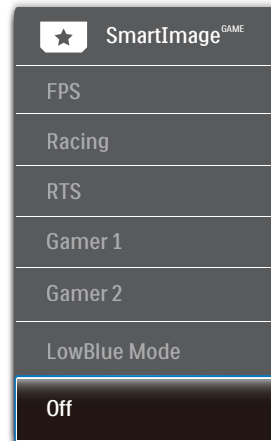 SmartImage GAME
FPS
Racing
RTS
Gamer 1
Gamer 2
LowBlue Mode
Off